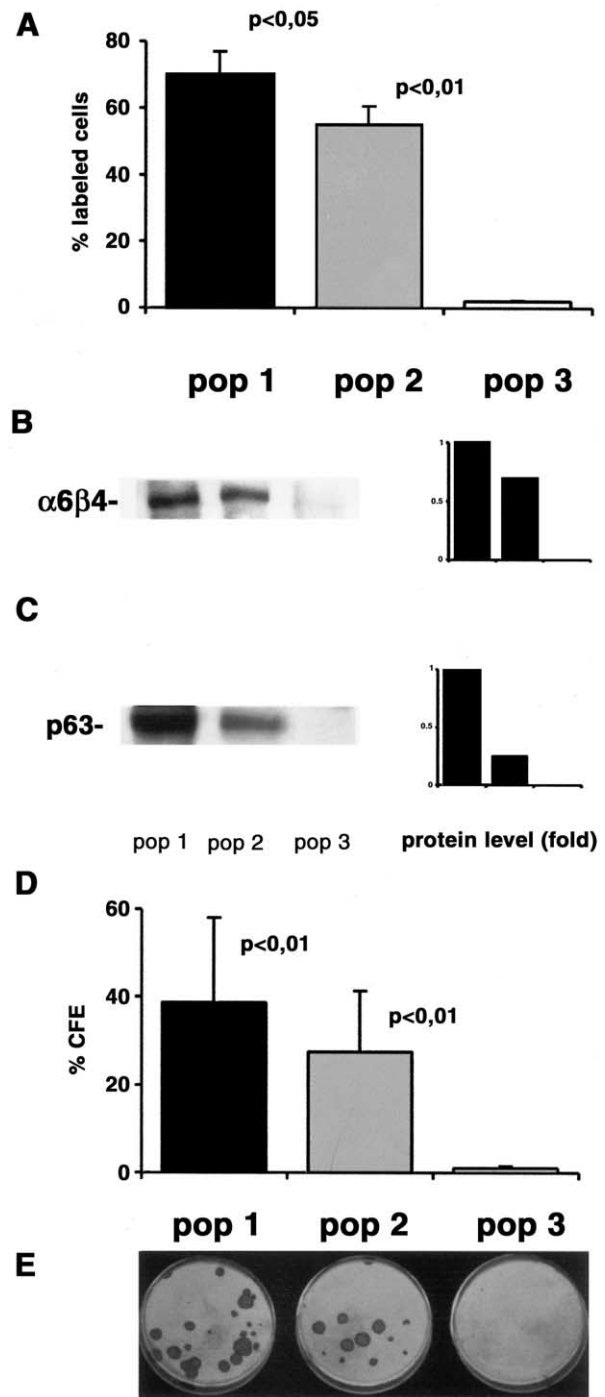 A
p<0,05
p<0,01
% labeled cells
80
60
40
20
0
pop 1 pop 2 pop 3
B
α6β4-
1
0.5
0
C
p63-
1
0.5
0
pop 1 pop 2 pop 3 protein level (fold)
D
p<0,01
p<0,01
% CFE
60
40
20
0
pop 1 pop 2 pop 3
E